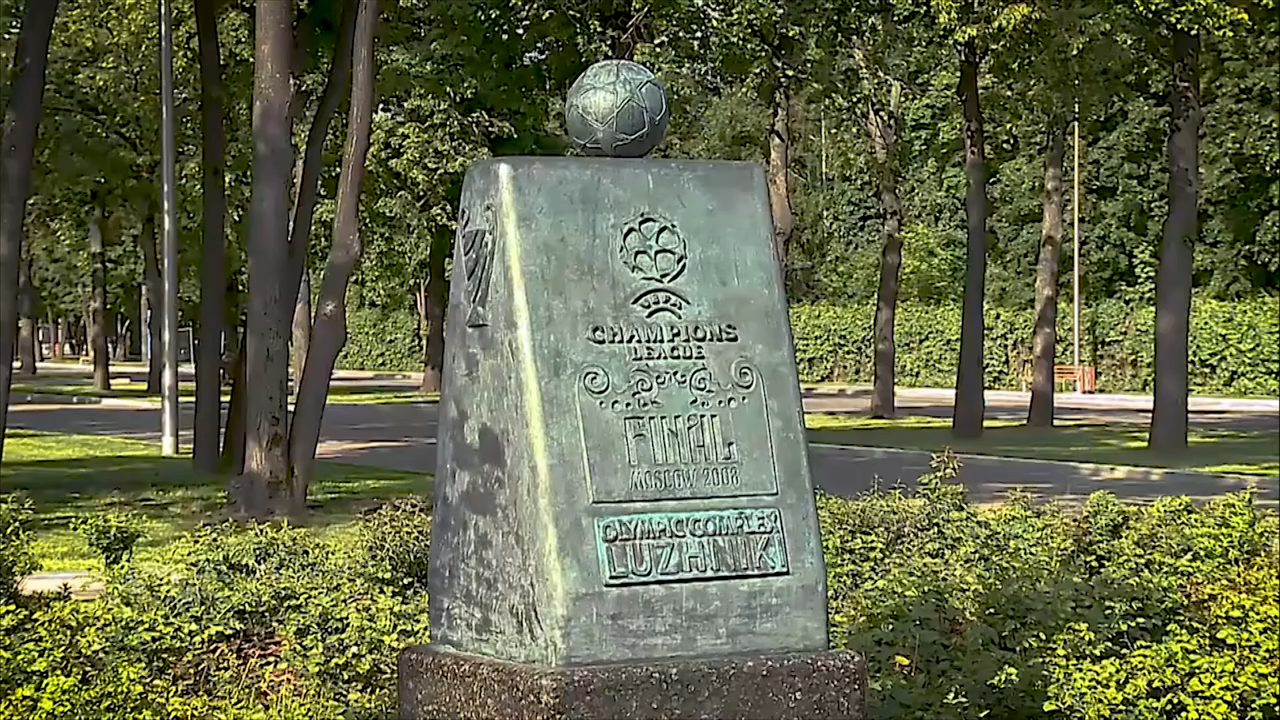 UEFA
CHAMPIONS
LEAGUE
FINAL
MOSCOW 2008
OLYMPIC COMPLEX
LUZHNIKI